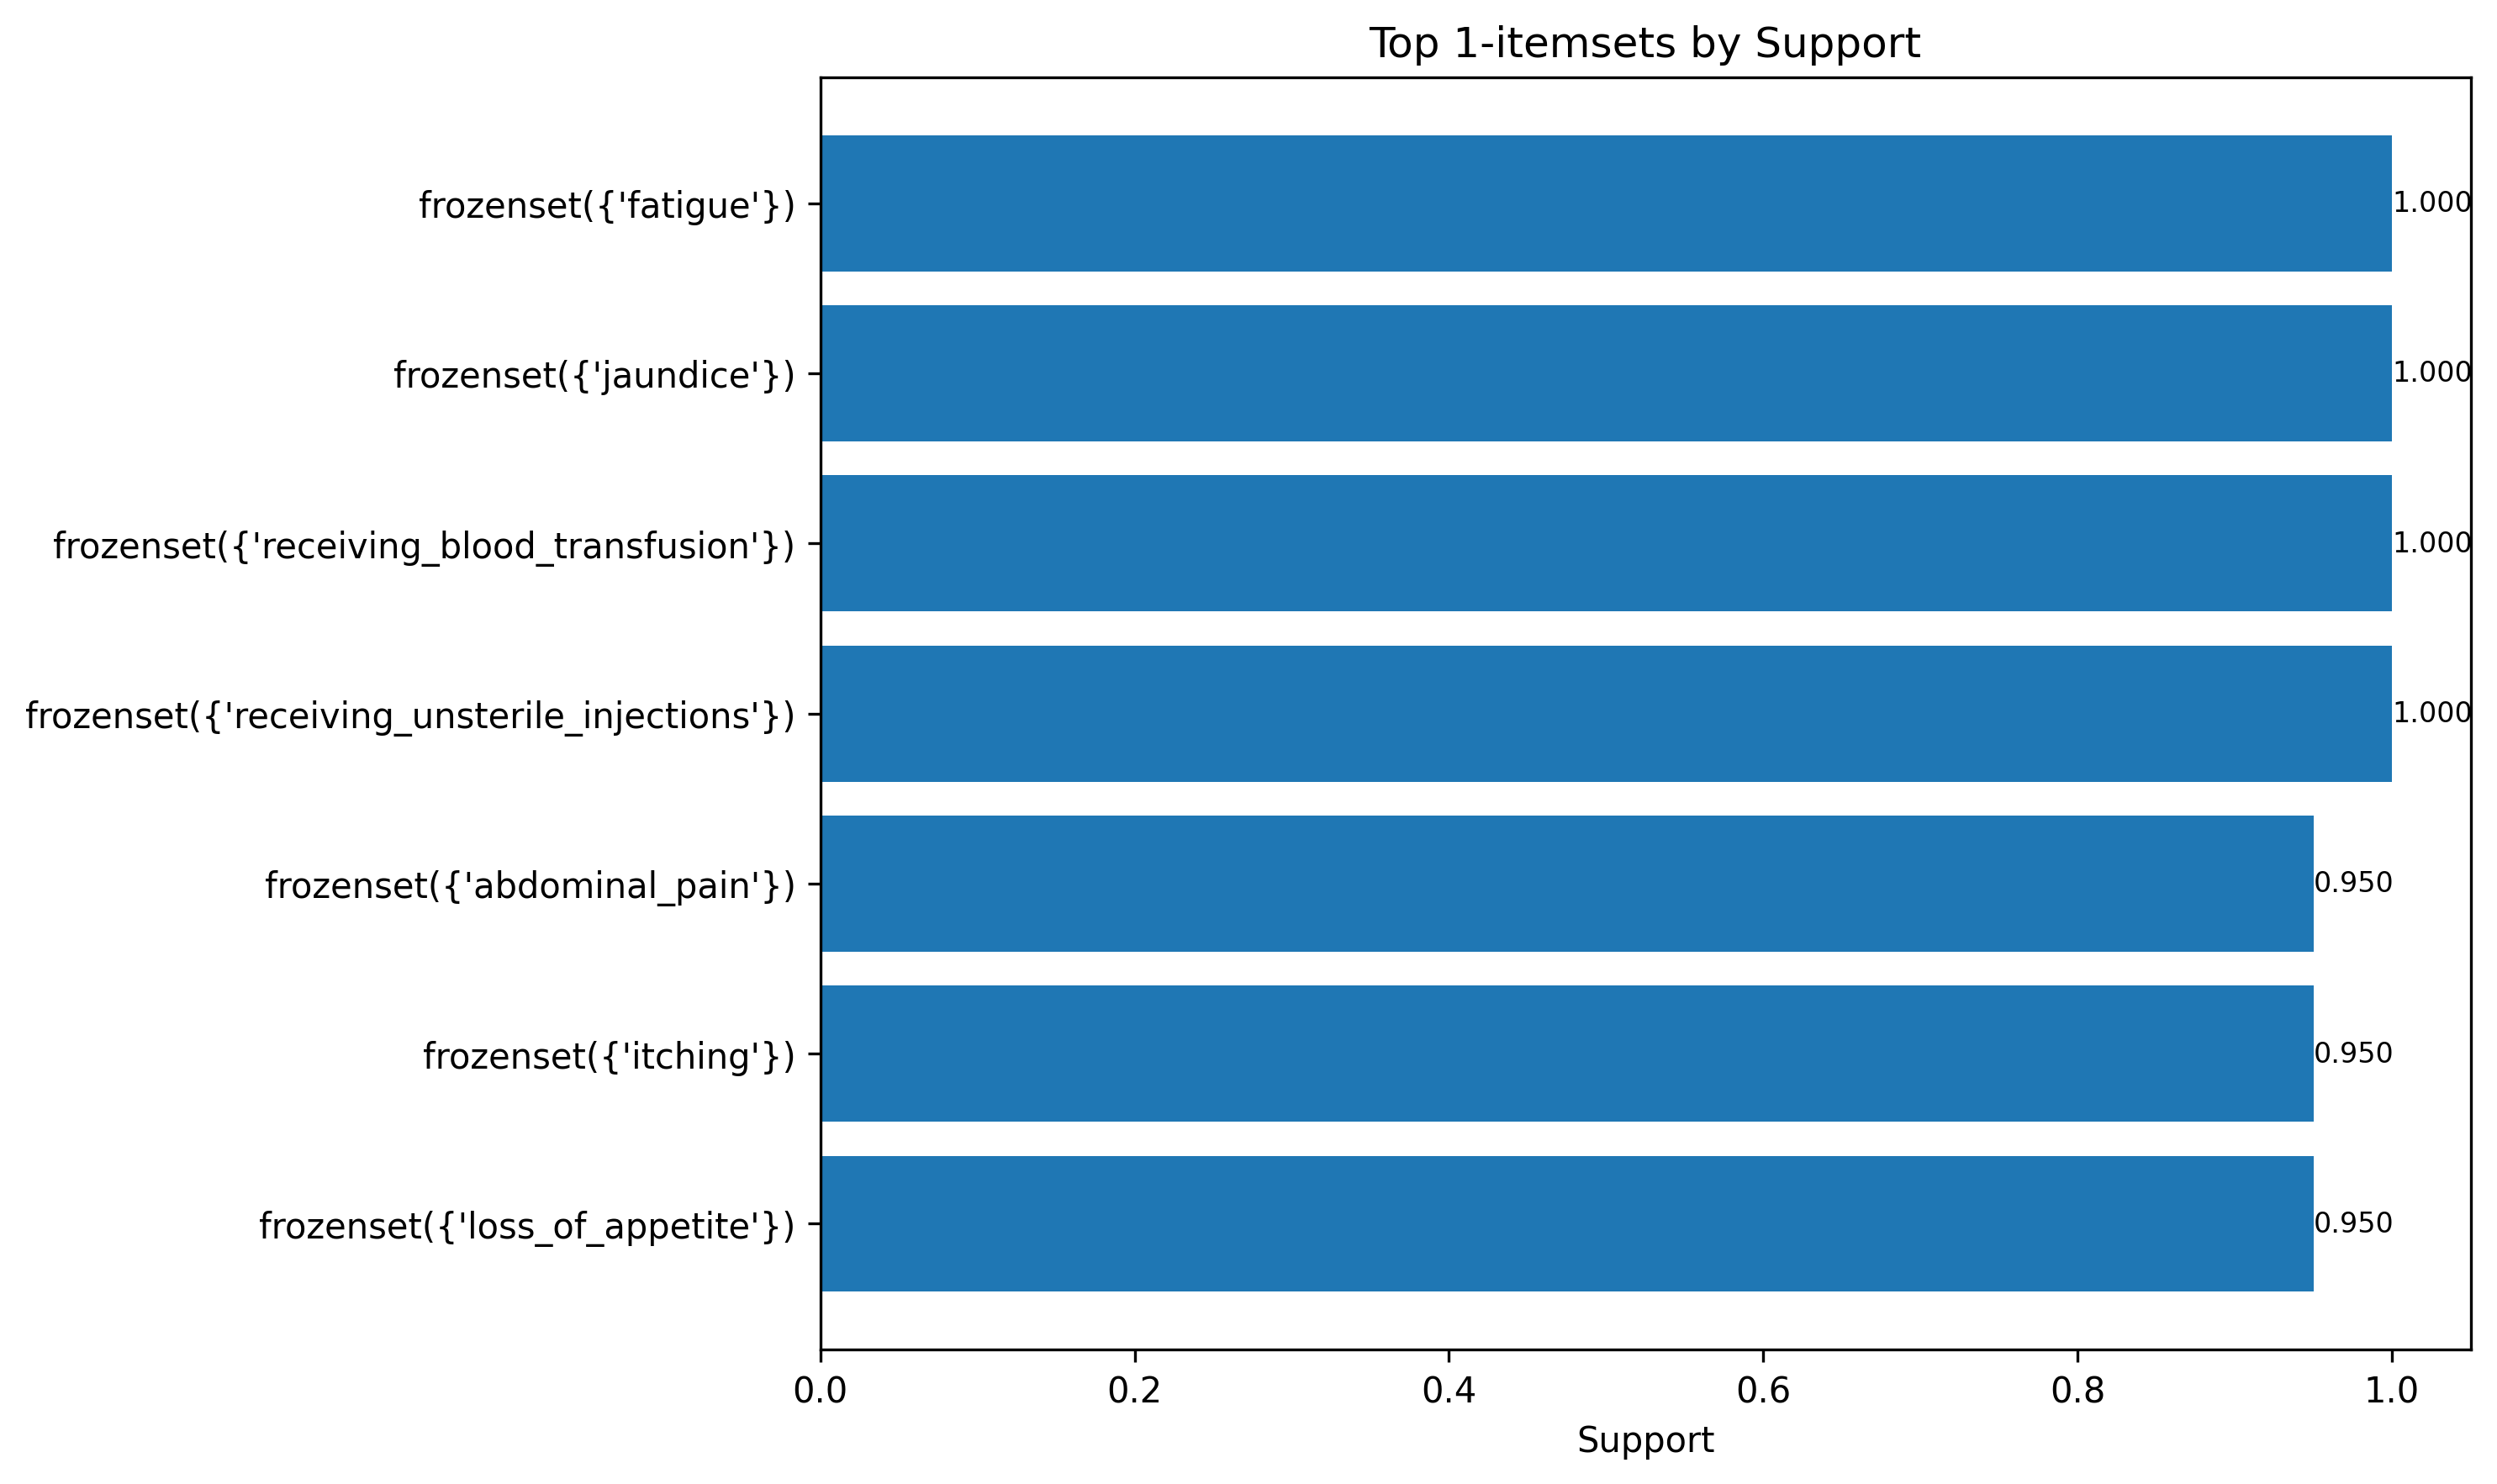 Top 1-itemsets by Support
frozenset({'fatigue'})
1.000
frozenset({'jaundice'})
1.000
frozenset({'receiving_blood_transfusion'})
1.000
frozenset({'receiving_unsterile_injections'})
1.000
frozenset({'abdominal_pain'})
0.950
frozenset({'itching'})
0.950
frozenset({'loss_of_appetite'})
0.950
0.0 0.2 0.4 0.6 0.8 1.0
Support